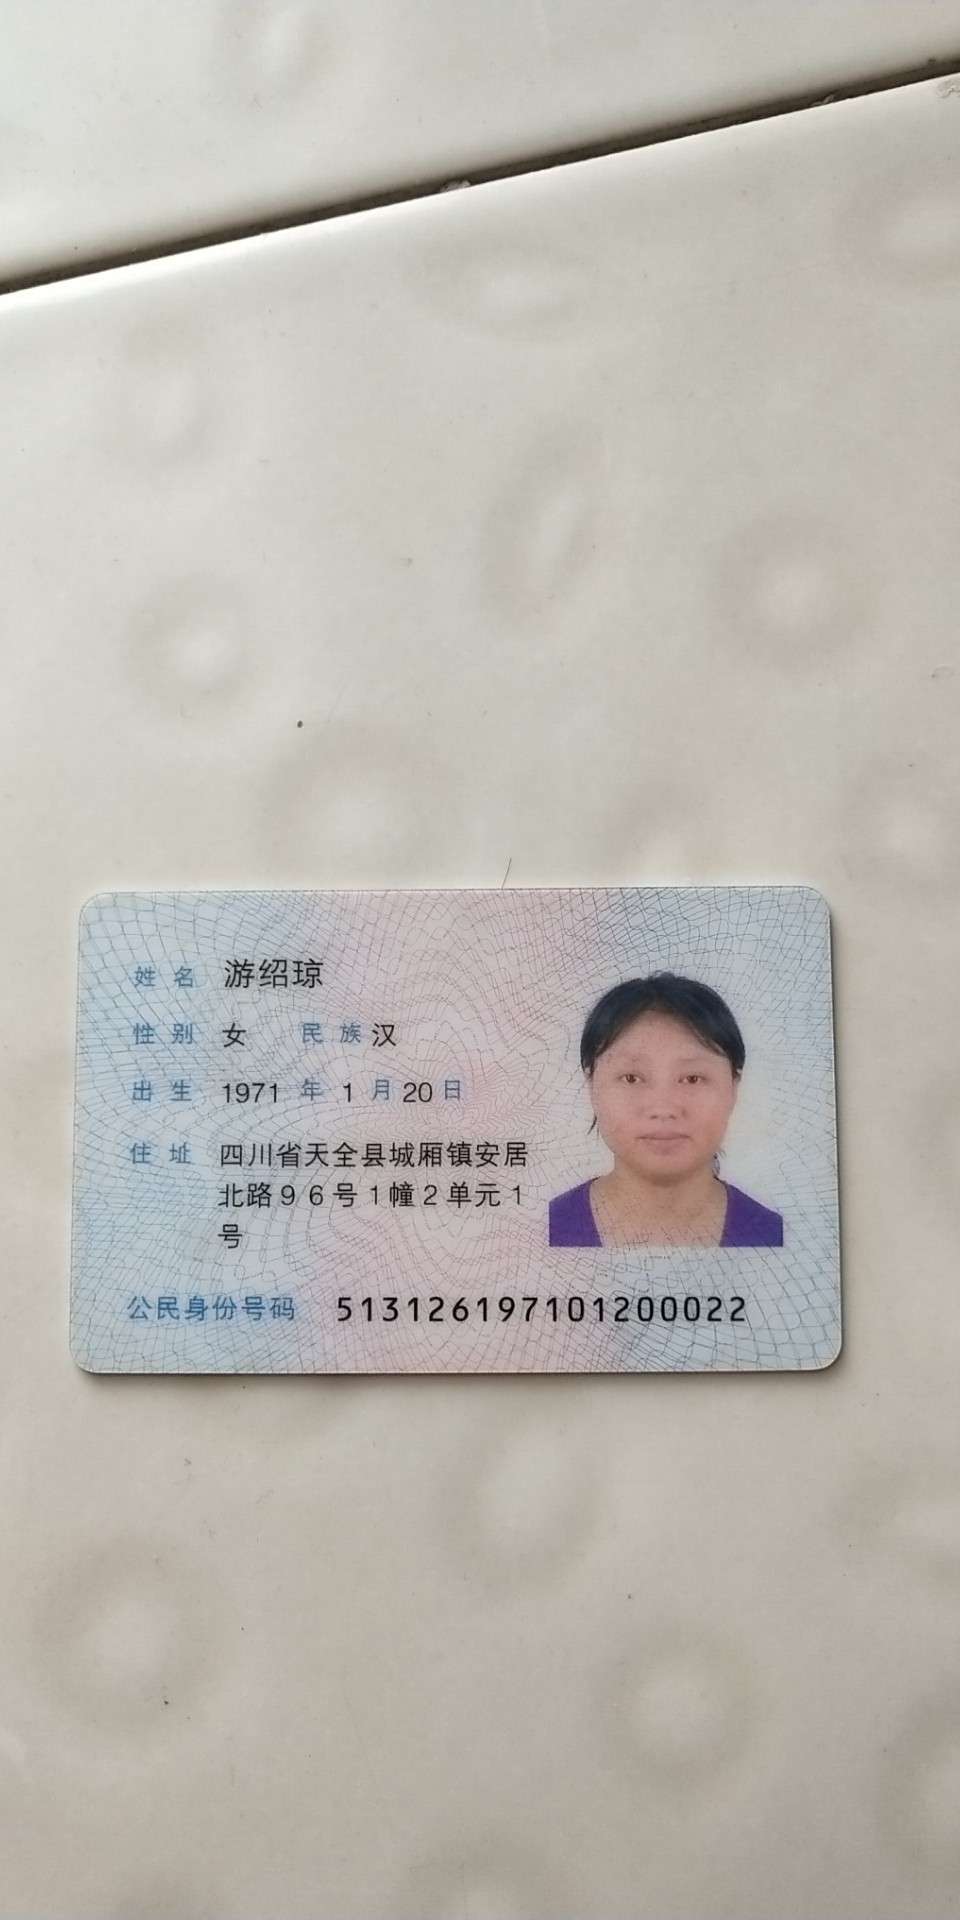 姓名 游绍琼
性别 女 民族 汉
出生 1971 年 1 月 20 日
住址 四川省天全县城厢镇安居
北路96号1幢2单元1
号
公民身份号码 513126197101200022